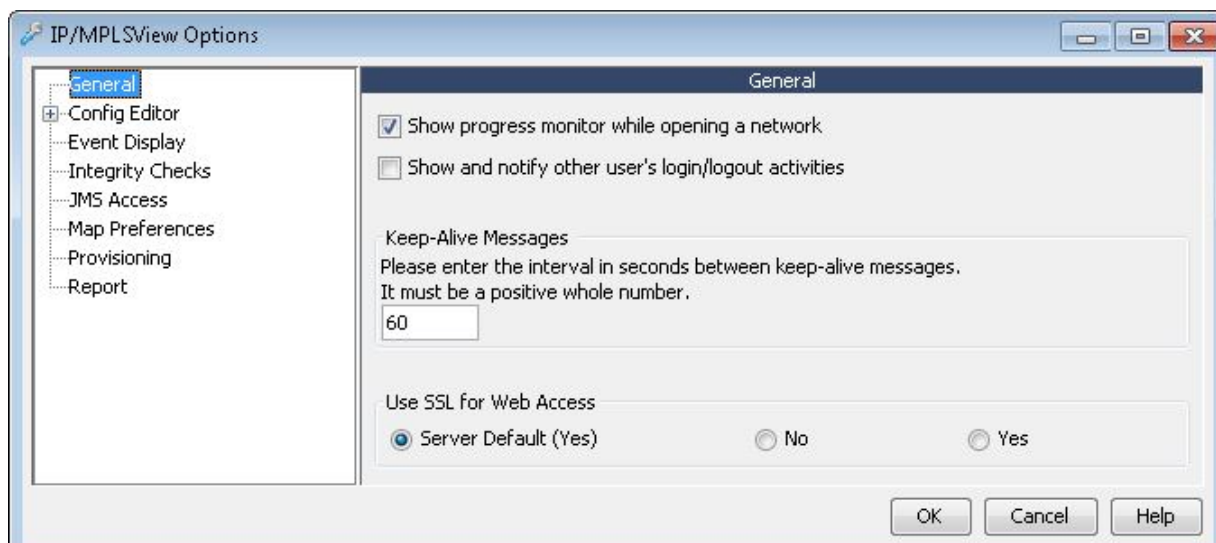 IP/MPLSView Options
General
Config Editor
Event Display
Integrity Checks
JMS Access
Map Preferences
Provisioning
Report
General
Show progress monitor while opening a network
Show and notify other user's login/logout activities
Keep-Alive Messages
Please enter the interval in seconds between keep-alive messages.
It must be a positive whole number.
60
Use SSL for Web Access
Server Default (Yes) No Yes
OK Cancel Help